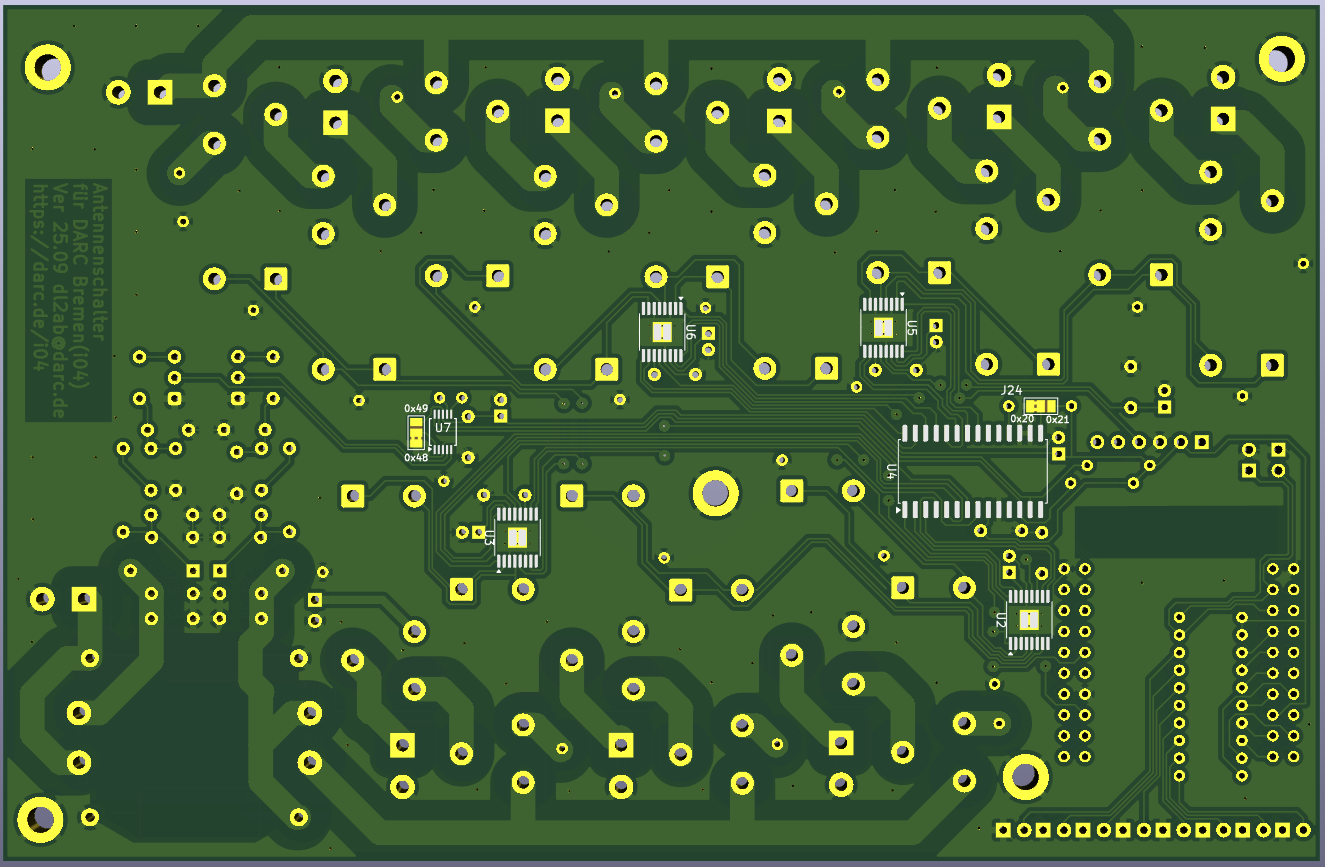 Antennenschalter
für DARC Bremen(I04)
Ver 25.09 dl2ab@darc.de
https://darc.de/i04
U6
U5
J24
0x20 0x21
0x49
U7
0x48
U4
U3
U2